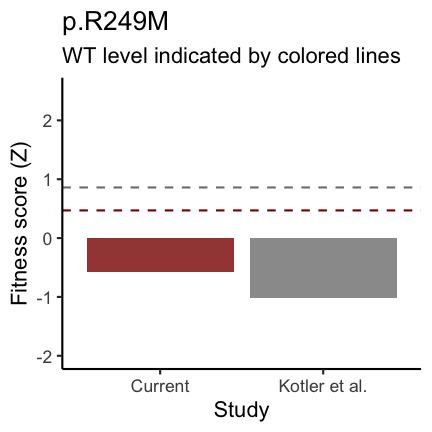 p.R249M
WT level indicated by colored lines
Fitness score (Z)
2
1
0
-1
-2
Current
Kotler et al.
Study